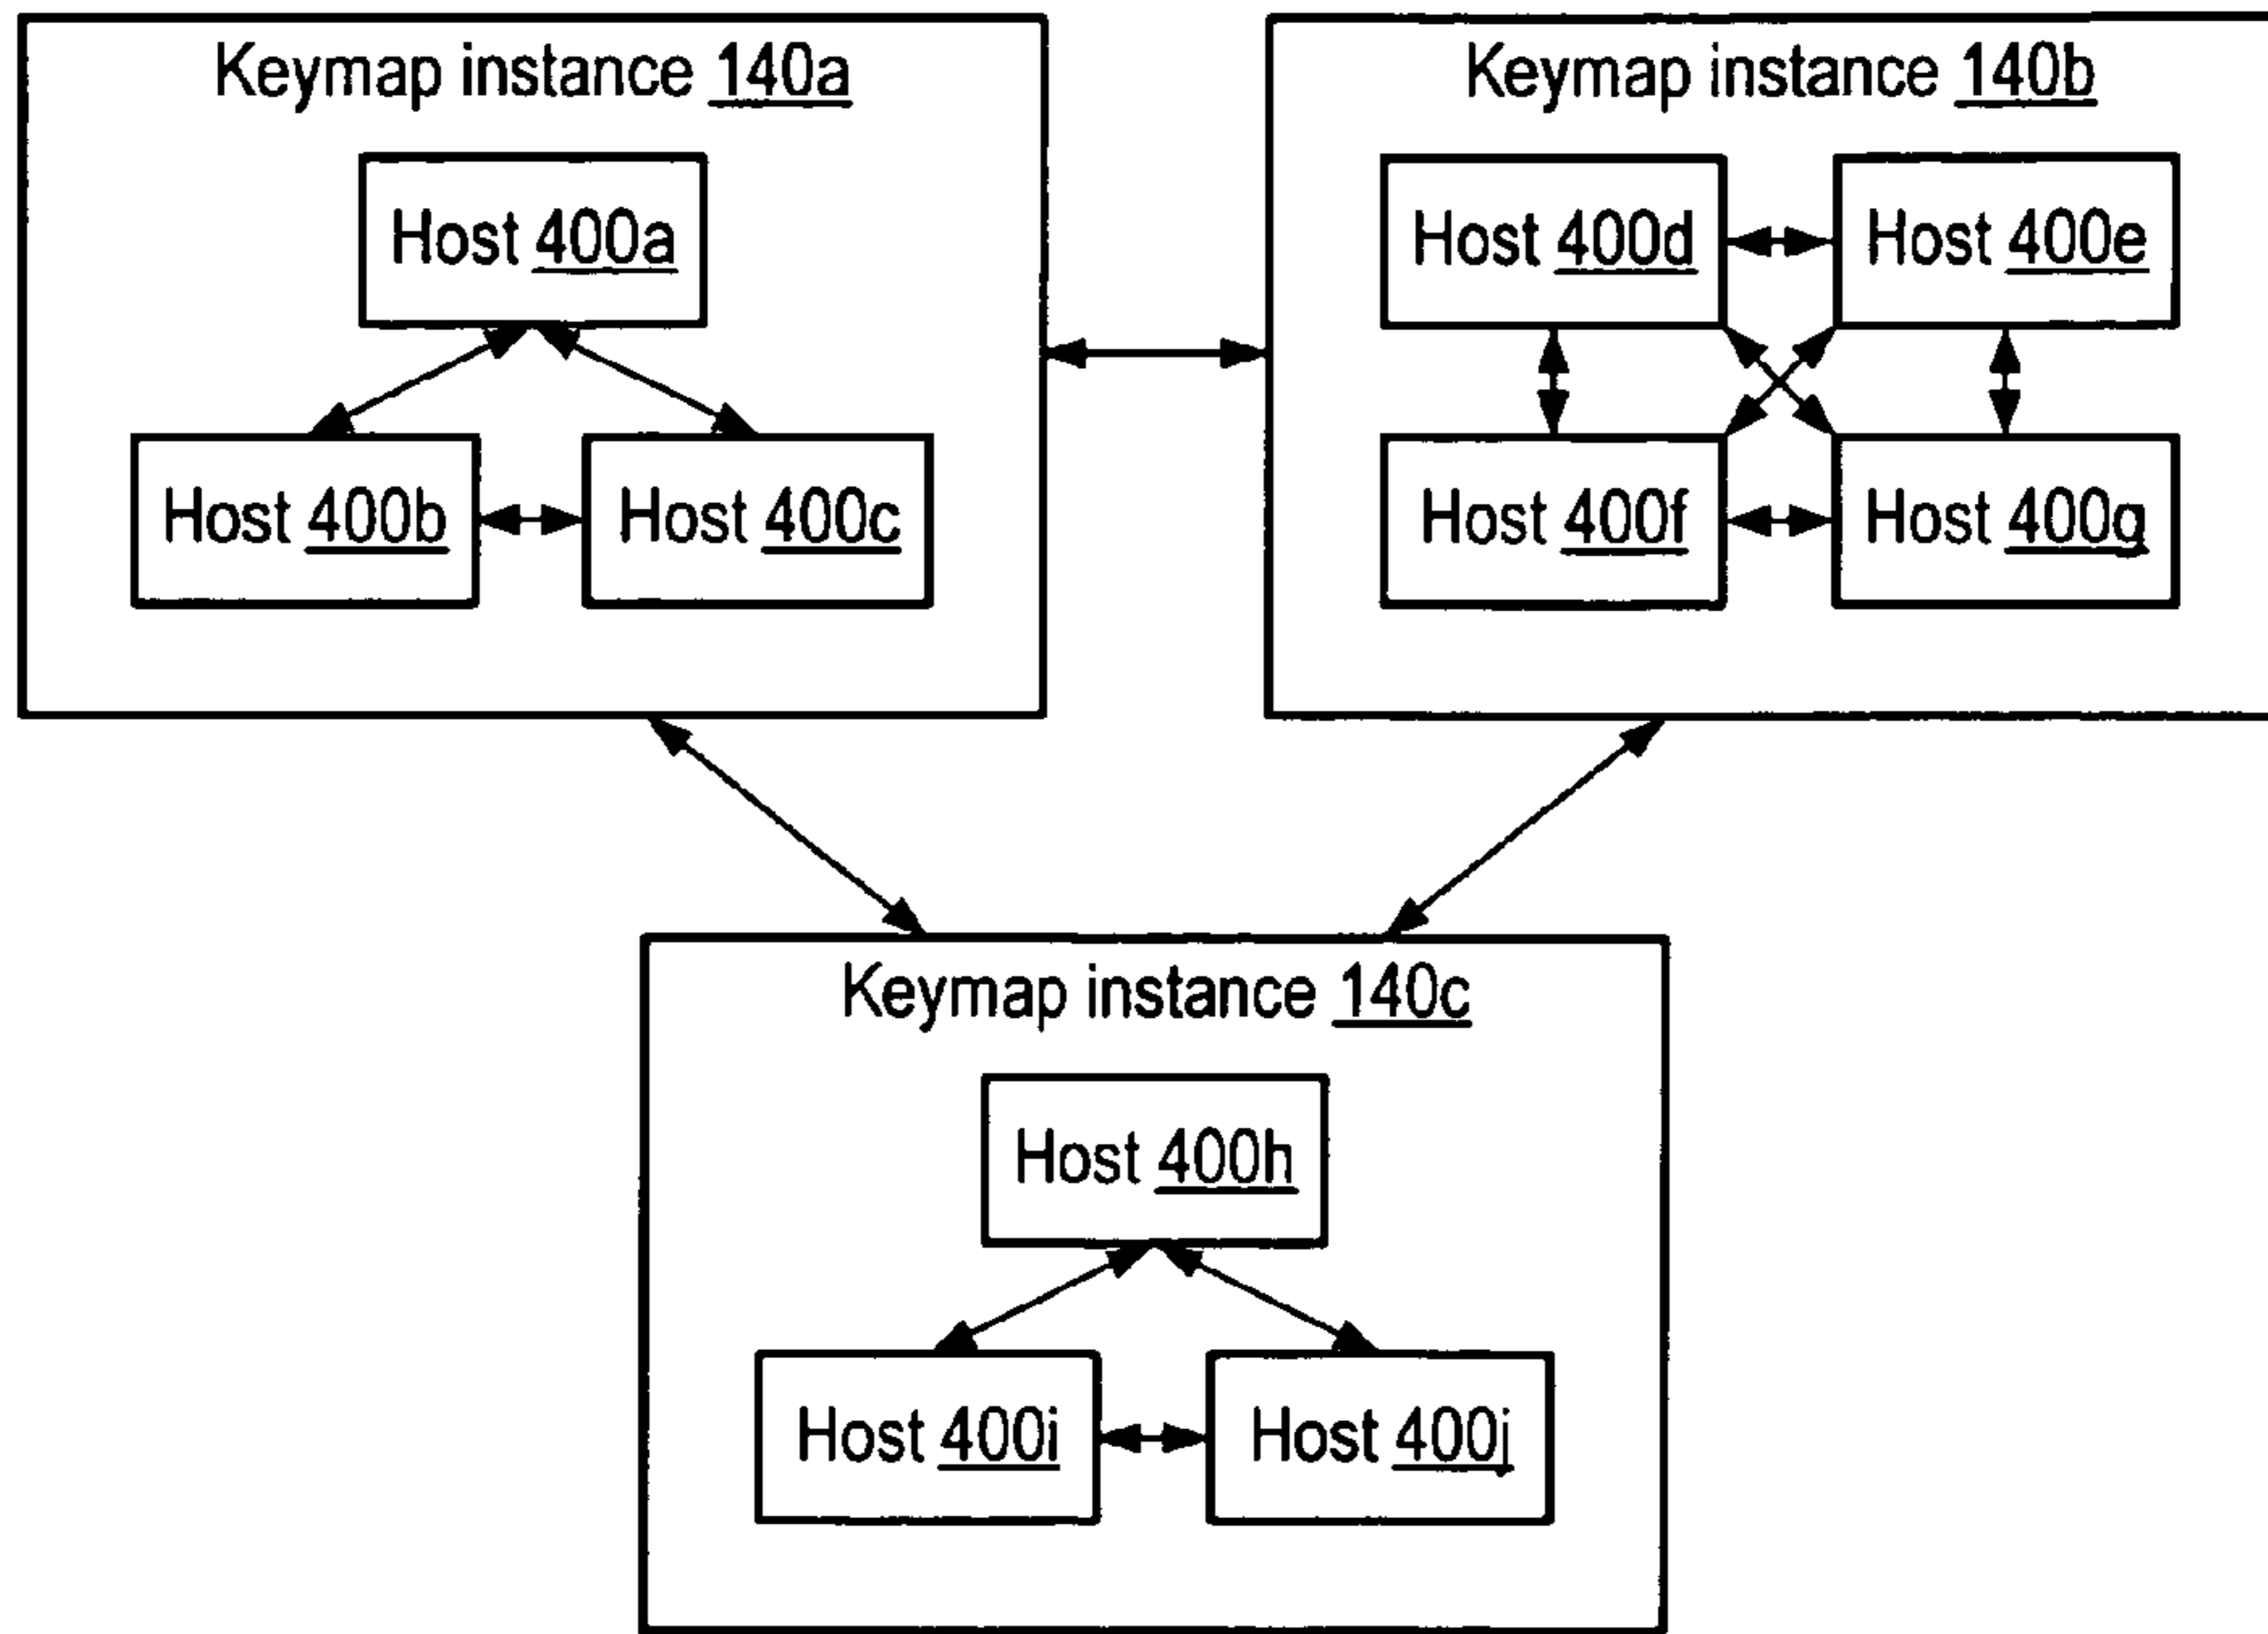 Keymap instance 140a
Host 400a
Host 400b
Host 400c
Keymap instance 140b
Host 400d
Host 400e
Host 400f
Host 400g
Keymap instance 140c
Host 400h
Host 400i
Host 400j